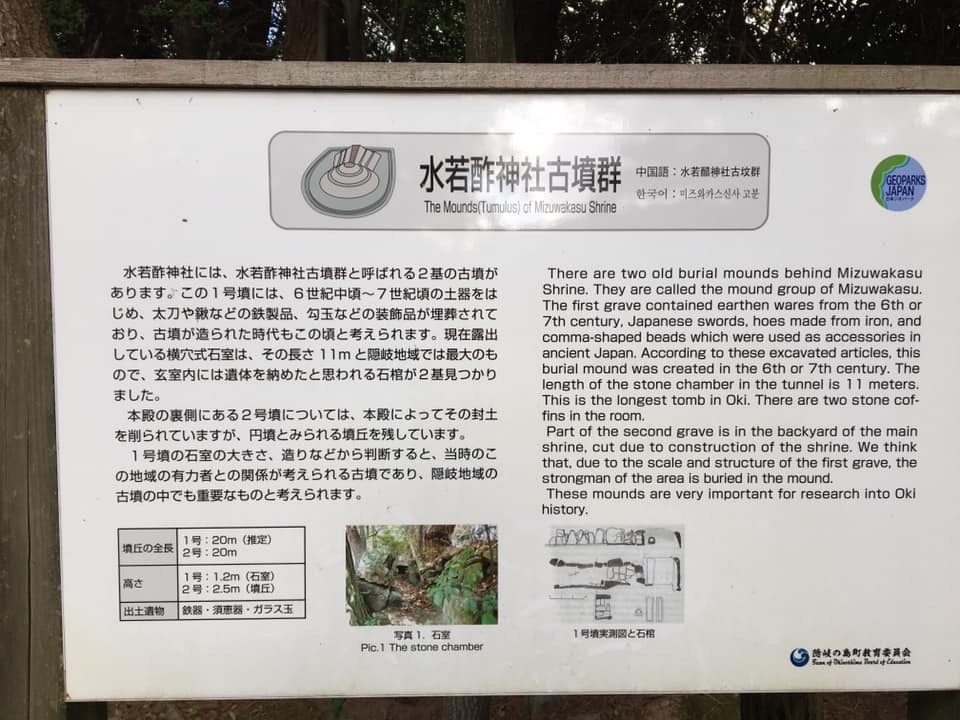 水若酢神社古墳群
The Mounds(Tumulus) of Mizuwakasu Shrine
中国語：水若醋神社古坟群
한국어：미즈와카스신사 고분
GEOPARKS
JAPAN
日本ジオパーク
水若酢神社には、水若酢神社古墳群と呼ばれる２基の古墳が
あります。この１号墳には、６世紀中頃～７世紀頃の土器をは
じめ、太刀や鍬などの鉄製品、勾玉などの装飾品が埋葬されて
おり、古墳が造られた時代もこの頃と考えられます。現在露出
している横穴式石室は、その長さ 11ｍと隠岐地域では最大のも
ので、玄室内には遺体を納めたと思われる石棺が２基見つかり
ました。
本殿の裏側にある２号墳については、本殿によってその封土
を削られていますが、円墳とみられる墳丘を残しています。
１号墳の石室の大きさ、造りなどから判断すると、当時のこ
の地域の有力者との関係が考えられる古墳であり、隠岐地域の
古墳の中でも重要なものと考えられます。
There are two old burial mounds behind Mizuwakasu
Shrine. They are called the mound group of Mizuwakasu.
The first grave contained earthen wares from the 6th or
7th century, Japanese swords, hoes made from iron, and
comma-shaped beads which were used as accessories in
ancient Japan. According to these excavated articles, this
burial mound was created in the 6th or 7th century. The
length of the stone chamber in the tunnel is 11 meters.
This is the longest tomb in Oki. There are two stone cof-
fins in the room.
Part of the second grave is in the backyard of the main
shrine, cut due to construction of the shrine. We think
that, due to the scale and structure of the first grave, the
strongman of the area is buried in the mound.
These mounds are very important for research into Oki
history.
墳丘の全長
１号：20m（推定）
２号：20m
高さ
１号：1.2m（石室）
２号：2.5m（墳丘）
出土遺物
鉄器・須恵器・ガラス玉
写真１．石室
Pic.1 The stone chamber
１号墳実測図と石棺
隠岐の島町教育委員会
Town of Okinoshima Board of Education